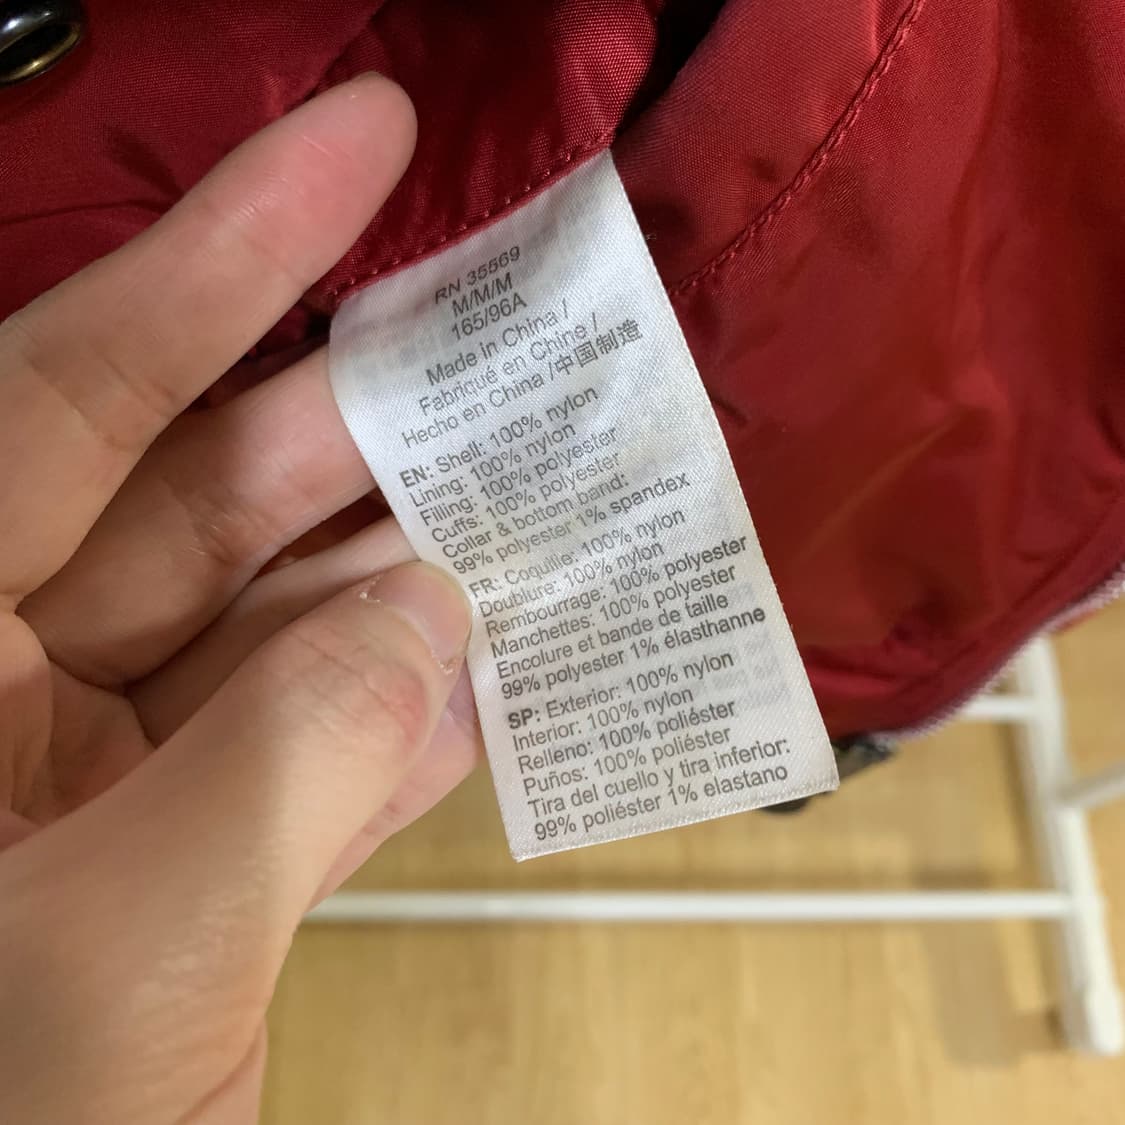 RN 35569
M/M/M
165/96A
Made in China /
Fabriqué en Chine /
Hecho en China /中国制造
EN: Shell: 100% nylon
Lining: 100% nylon
Filling: 100% polyester
Cuffs: 100% polyester
Collar & bottom band:
99% polyester 1% spandex
FR: Coquille: 100% nylon
Doublure: 100% nylon
Rembourrage: 100% polyester
Manchettes: 100% polyester
Encolure et bande de taille
99% polyester 1% élasthanne
SP: Exterior: 100% nylon
Interior: 100% nylon
Relleno: 100% poliéster
Puños: 100% poliéster
Tira del cuello y tira inferior:
99% poliéster 1% elastano